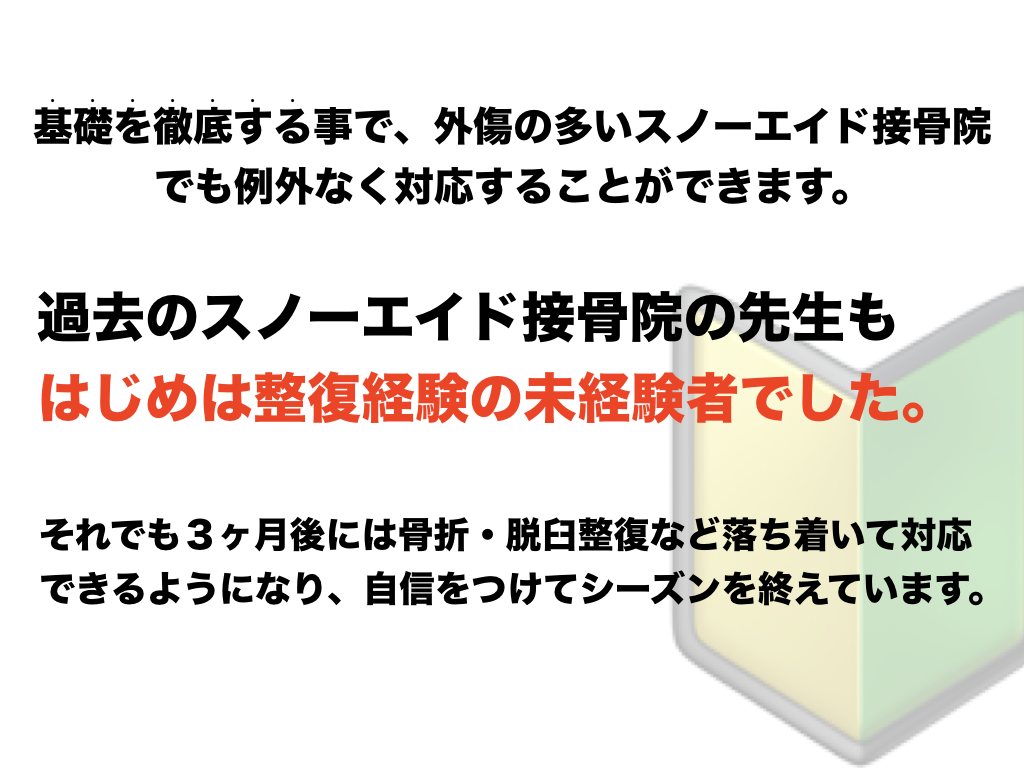 基礎を徹底する事で、外傷の多いスノーエイド接骨院
でも例外なく対応することができます。
過去のスノーエイド接骨院の先生も
はじめは整復経験の未経験者でした。
それでも３ヶ月後には骨折・脱臼整復など落ち着いて対応
できるようになり、自信をつけてシーズンを終えています。